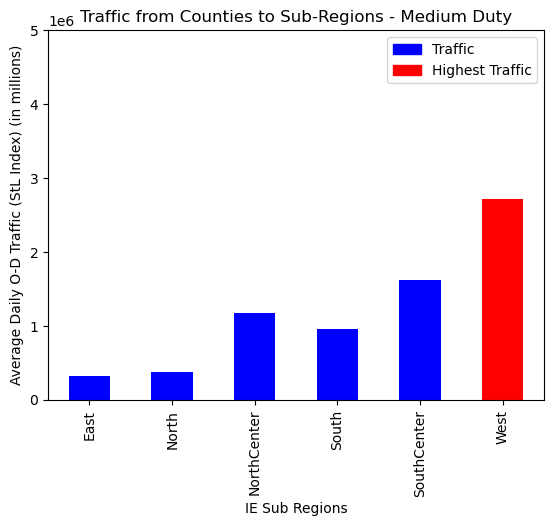 Traffic from Counties to Sub-Regions - Medium Duty
1e6
Traffic
Highest Traffic
Average Daily O-D Traffic (StL Index) (in millions)
5
4
3
2
1
0
East
North
NorthCenter
South
SouthCenter
West
IE Sub Regions